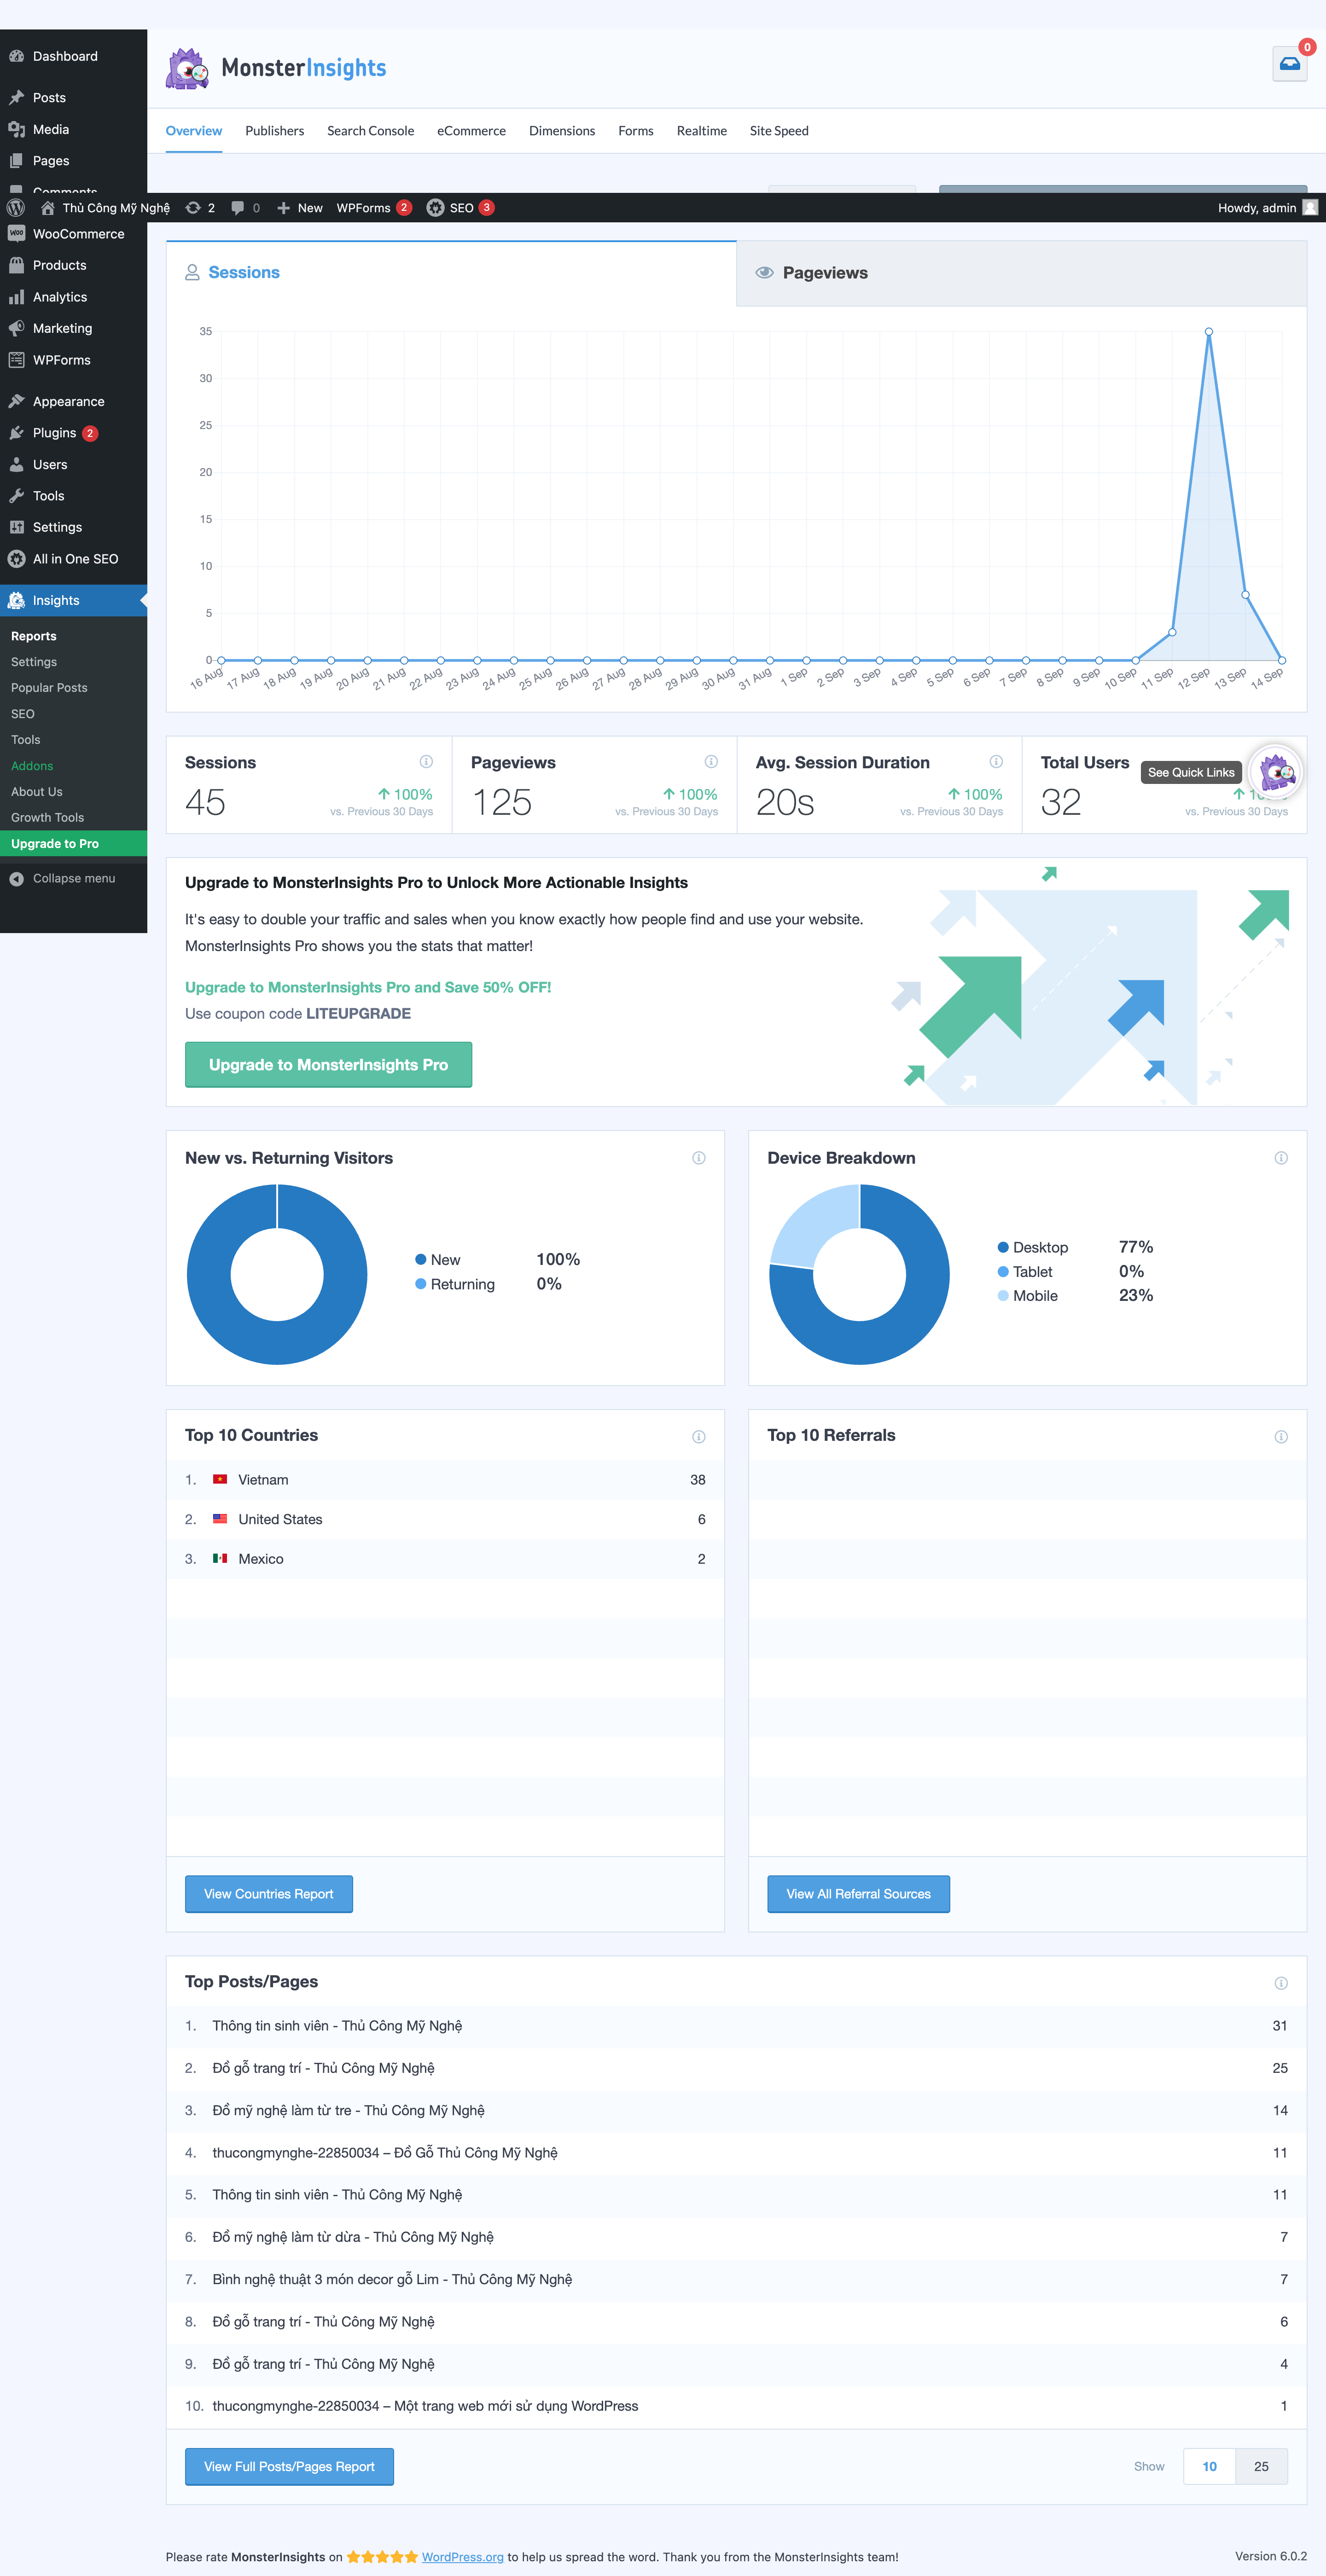 MonsterInsights
0
Overview
Publishers
Search Console
eCommerce
Dimensions
Forms
Realtime
Site Speed
Dashboard
Posts
Media
Pages
Comments
Thủ Công Mỹ Nghệ
2
0
New
WPForms 2
SEO 3
Howdy, admin
WooCommerce
Products
Analytics
Marketing
WPForms
Appearance
Plugins 2
Users
Tools
Settings
All in One SEO
Insights
Reports
Settings
Popular Posts
SEO
Tools
Addons
About Us
Growth Tools
Upgrade to Pro
Collapse menu
Sessions
Pageviews
35
30
25
20
15
10
5
0
16 Aug
17 Aug
18 Aug
19 Aug
20 Aug
21 Aug
22 Aug
23 Aug
24 Aug
25 Aug
26 Aug
27 Aug
28 Aug
29 Aug
30 Aug
31 Aug
1 Sep
2 Sep
3 Sep
4 Sep
5 Sep
6 Sep
7 Sep
8 Sep
9 Sep
10 Sep
11 Sep
12 Sep
13 Sep
14 Sep
Sessions
45
100%
vs. Previous 30 Days
Pageviews
125
100%
vs. Previous 30 Days
Avg. Session Duration
20s
100%
vs. Previous 30 Days
Total Users
See Quick Links
32
vs. Previous 30 Days
Upgrade to MonsterInsights Pro to Unlock More Actionable Insights
It's easy to double your traffic and sales when you know exactly how people find and use your website.
MonsterInsights Pro shows you the stats that matter!
Upgrade to MonsterInsights Pro and Save 50% OFF!
Use coupon code LITEUPGRADE
Upgrade to MonsterInsights Pro
New vs. Returning Visitors
New 100%
Returning 0%
Device Breakdown
Desktop 77%
Tablet 0%
Mobile 23%
Top 10 Countries
1. Vietnam 38
2. United States 6
3. Mexico 2
View Countries Report
Top 10 Referrals
View All Referral Sources
Top Posts/Pages
1. Thông tin sinh viên - Thủ Công Mỹ Nghệ 31
2. Đồ gỗ trang trí - Thủ Công Mỹ Nghệ 25
3. Đồ mỹ nghệ làm từ tre - Thủ Công Mỹ Nghệ 14
4. thucongmynghe-22850034 – Đồ Gỗ Thủ Công Mỹ Nghệ 11
5. Thông tin sinh viên - Thủ Công Mỹ Nghệ 11
6. Đồ mỹ nghệ làm từ dừa - Thủ Công Mỹ Nghệ 7
7. Bình nghệ thuật 3 món decor gỗ Lim - Thủ Công Mỹ Nghệ 7
8. Đồ gỗ trang trí - Thủ Công Mỹ Nghệ 6
9. Đồ gỗ trang trí - Thủ Công Mỹ Nghệ 4
10. thucongmynghe-22850034 – Một trang web mới sử dụng WordPress 1
View Full Posts/Pages Report
Show 10 25
Please rate MonsterInsights on WordPress.org to help us spread the word. Thank you from the MonsterInsights team!
Version 6.0.2